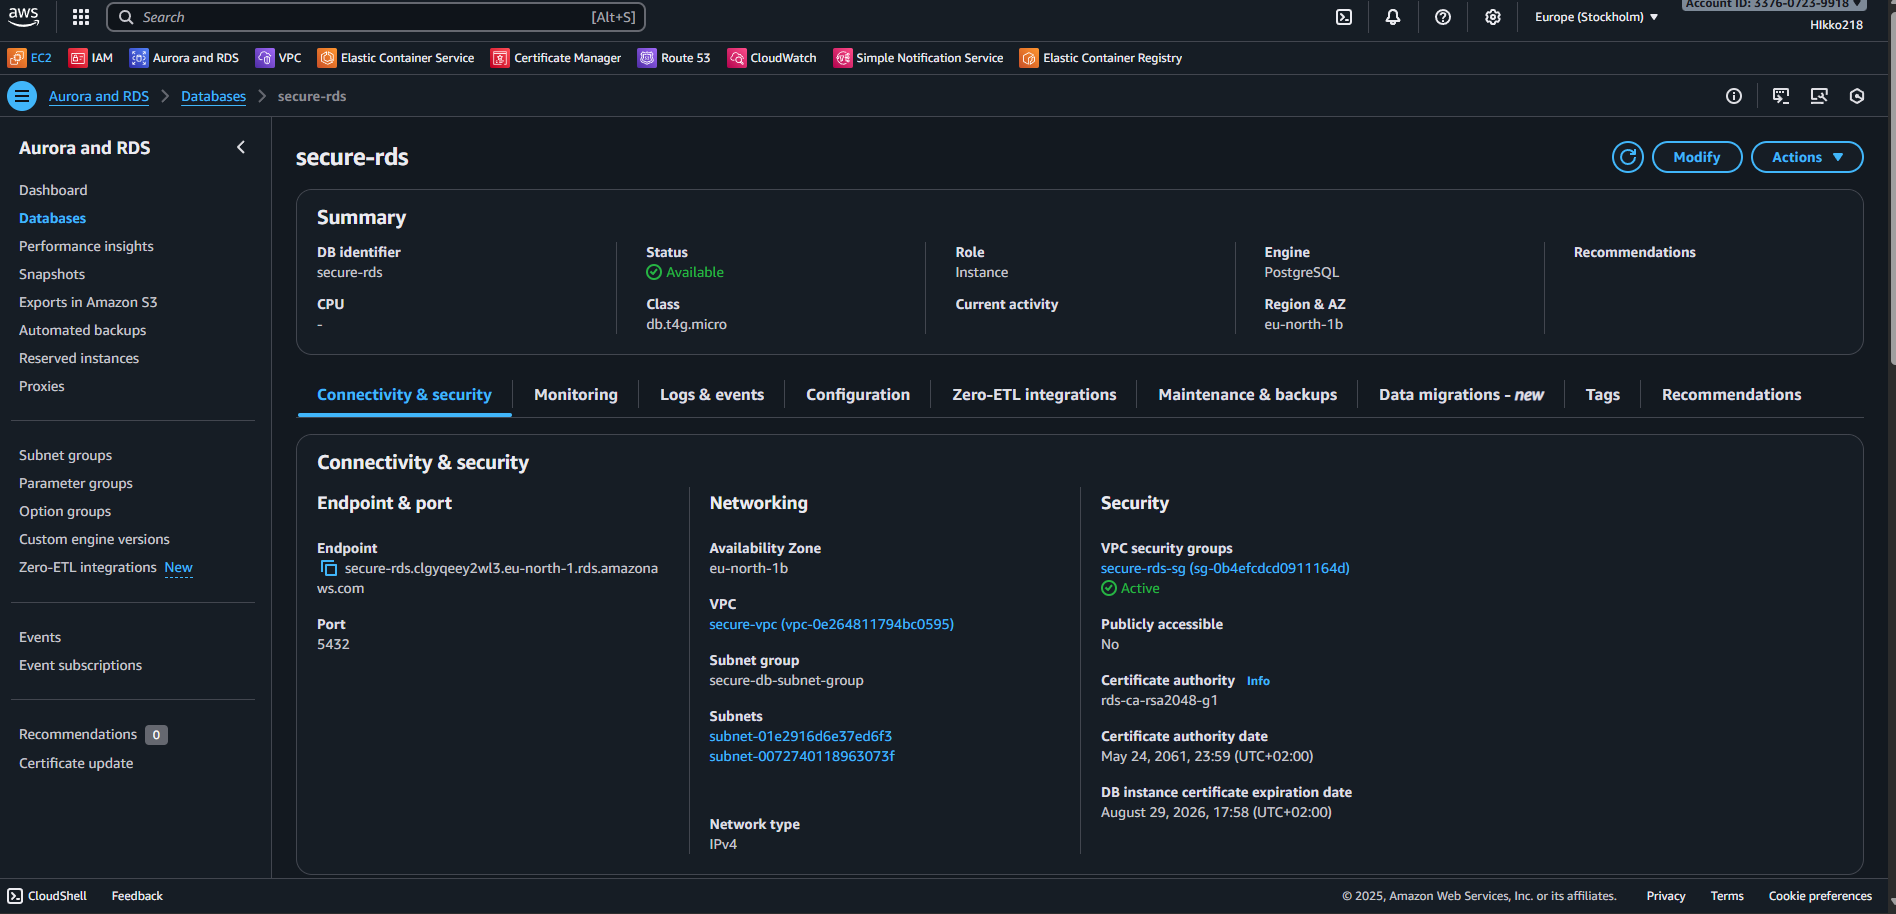 aws
Search
[Alt+S]
Europe (Stockholm)
Account ID: 3376-0723-9918
HIkko218
EC2
IAM
Aurora and RDS
VPC
Elastic Container Service
Certificate Manager
Route 53
CloudWatch
Simple Notification Service
Elastic Container Registry
Aurora and RDS
Databases
secure-rds
Aurora and RDS
Dashboard
Databases
Performance insights
Snapshots
Exports in Amazon S3
Automated backups
Reserved instances
Proxies
Subnet groups
Parameter groups
Option groups
Custom engine versions
Zero-ETL integrations New
Events
Event subscriptions
Recommendations 0
Certificate update
secure-rds
Modify
Actions
Summary
DB identifier
secure-rds
CPU
-
Status
Available
Class
db.t4g.micro
Role
Instance
Current activity
Engine
PostgreSQL
Region & AZ
eu-north-1b
Recommendations
Connectivity & security
Monitoring
Logs & events
Configuration
Zero-ETL integrations
Maintenance & backups
Data migrations - new
Tags
Recommendations
Connectivity & security
Endpoint & port
Endpoint
secure-rds.clgyqeey2wl3.eu-north-1.rds.amazona
ws.com
Port
5432
Networking
Availability Zone
eu-north-1b
VPC
secure-vpc (vpc-0e264811794bc0595)
Subnet group
secure-db-subnet-group
Subnets
subnet-01e2916d6e37ed6f3
subnet-0072740118963073f
Network type
IPv4
Security
VPC security groups
secure-rds-sg (sg-0b4efcdcd0911164d)
Active
Publicly accessible
No
Certificate authority Info
rds-ca-rsa2048-g1
Certificate authority date
May 24, 2061, 23:59 (UTC+02:00)
DB instance certificate expiration date
August 29, 2026, 17:58 (UTC+02:00)
CloudShell
Feedback
© 2025, Amazon Web Services, Inc. or its affiliates.
Privacy
Terms
Cookie preferences